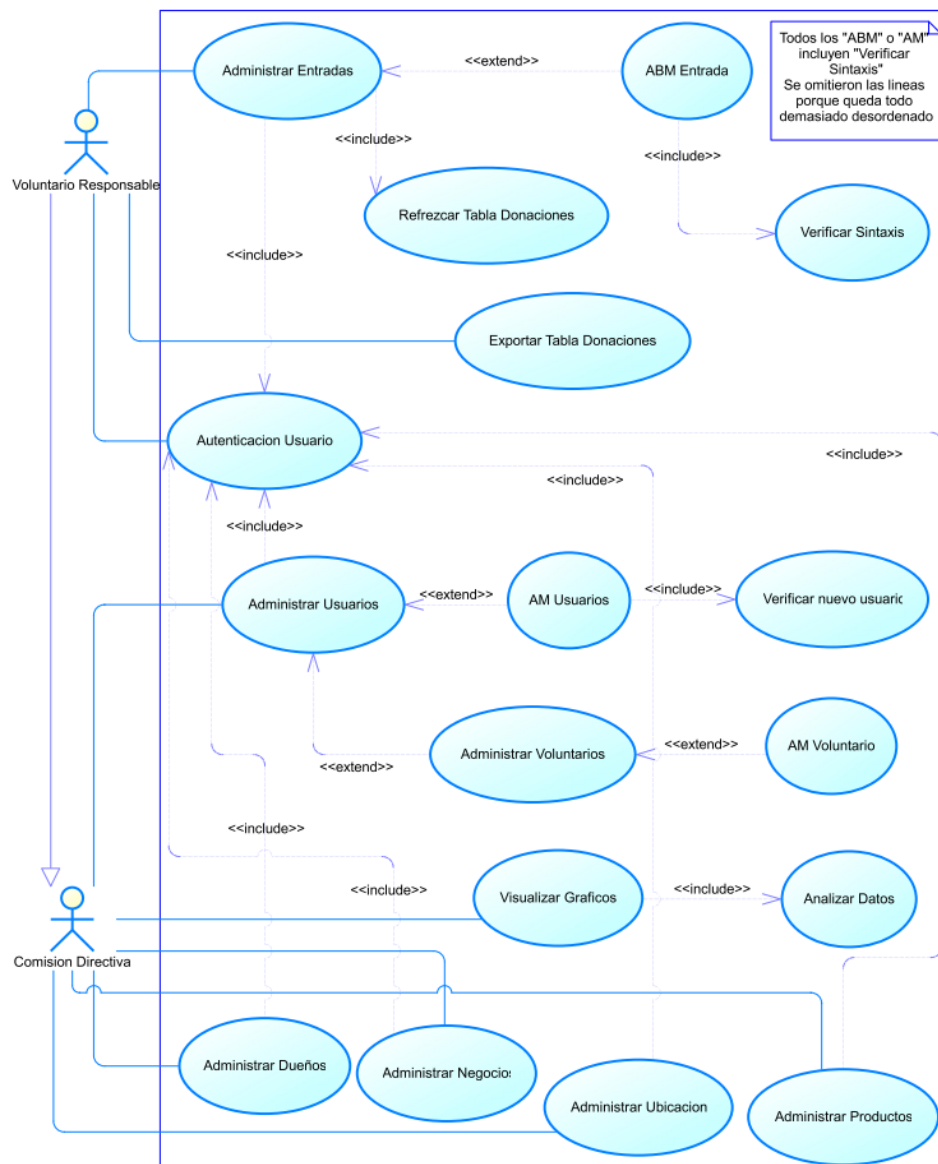 Todos los "ABM" o "AM"
incluyen "Verificar
Sintaxis"
Se omitieron las lineas
porque queda todo
demasiado desordenado
Administrar Entradas
<<extend>>
ABM Entrada
<<include>>
<<include>>
Voluntario Responsable
Refrezcar Tabla Donaciones
Verificar Sintaxis
<<include>>
Exportar Tabla Donaciones
Autenticacion Usuario
<<include>>
<<include>>
<<include>>
Administrar Usuarios
<<extend>>
AM Usuarios
<<include>>
Verificar nuevo usuario
Administrar Voluntarios
<<extend>>
AM Voluntario
<<extend>>
<<include>>
<<include>>
Visualizar Graficos
<<include>>
Analizar Datos
Comision Directiva
Administrar Dueños
Administrar Negocios
Administrar Ubicacion
Administrar Productos